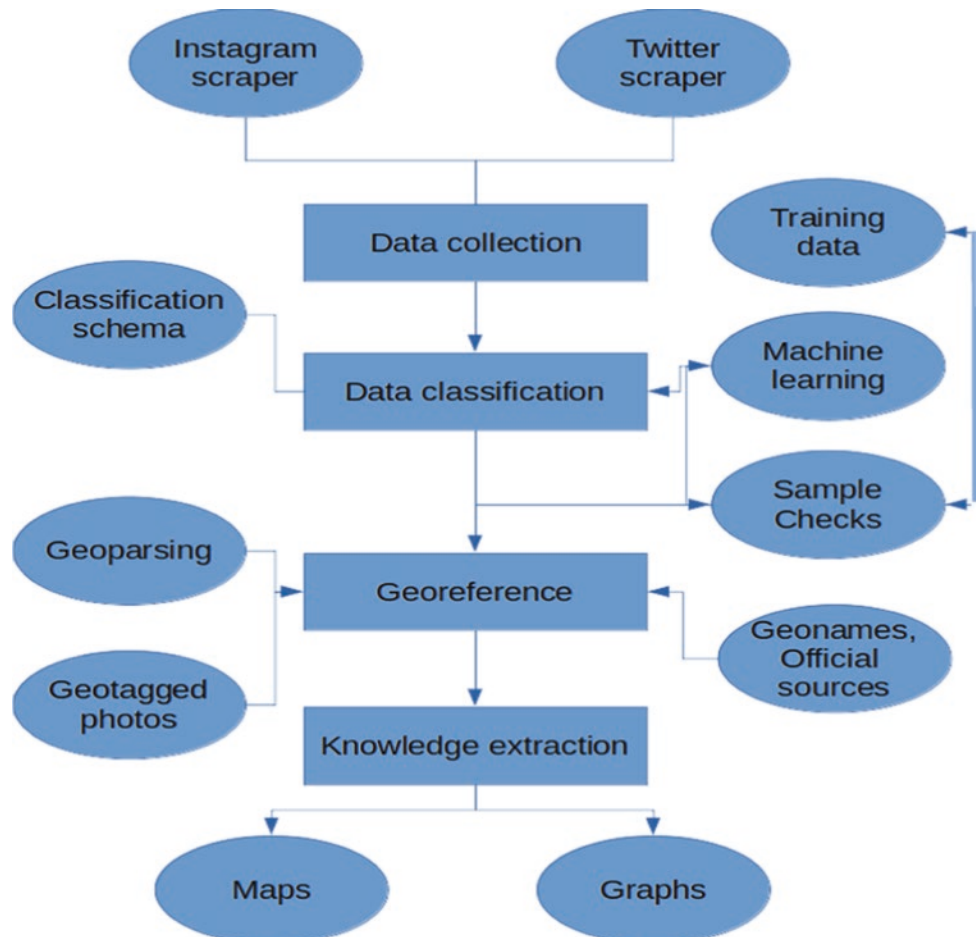 Instagram
scraper
Twitter
scraper
Data collection
Training
data
Classification
schema
Data classification
Machine
learning
Sample
Checks
Geoparsing
Georeference
Geonames,
Official
sources
Geotagged
photos
Knowledge extraction
Maps
Graphs